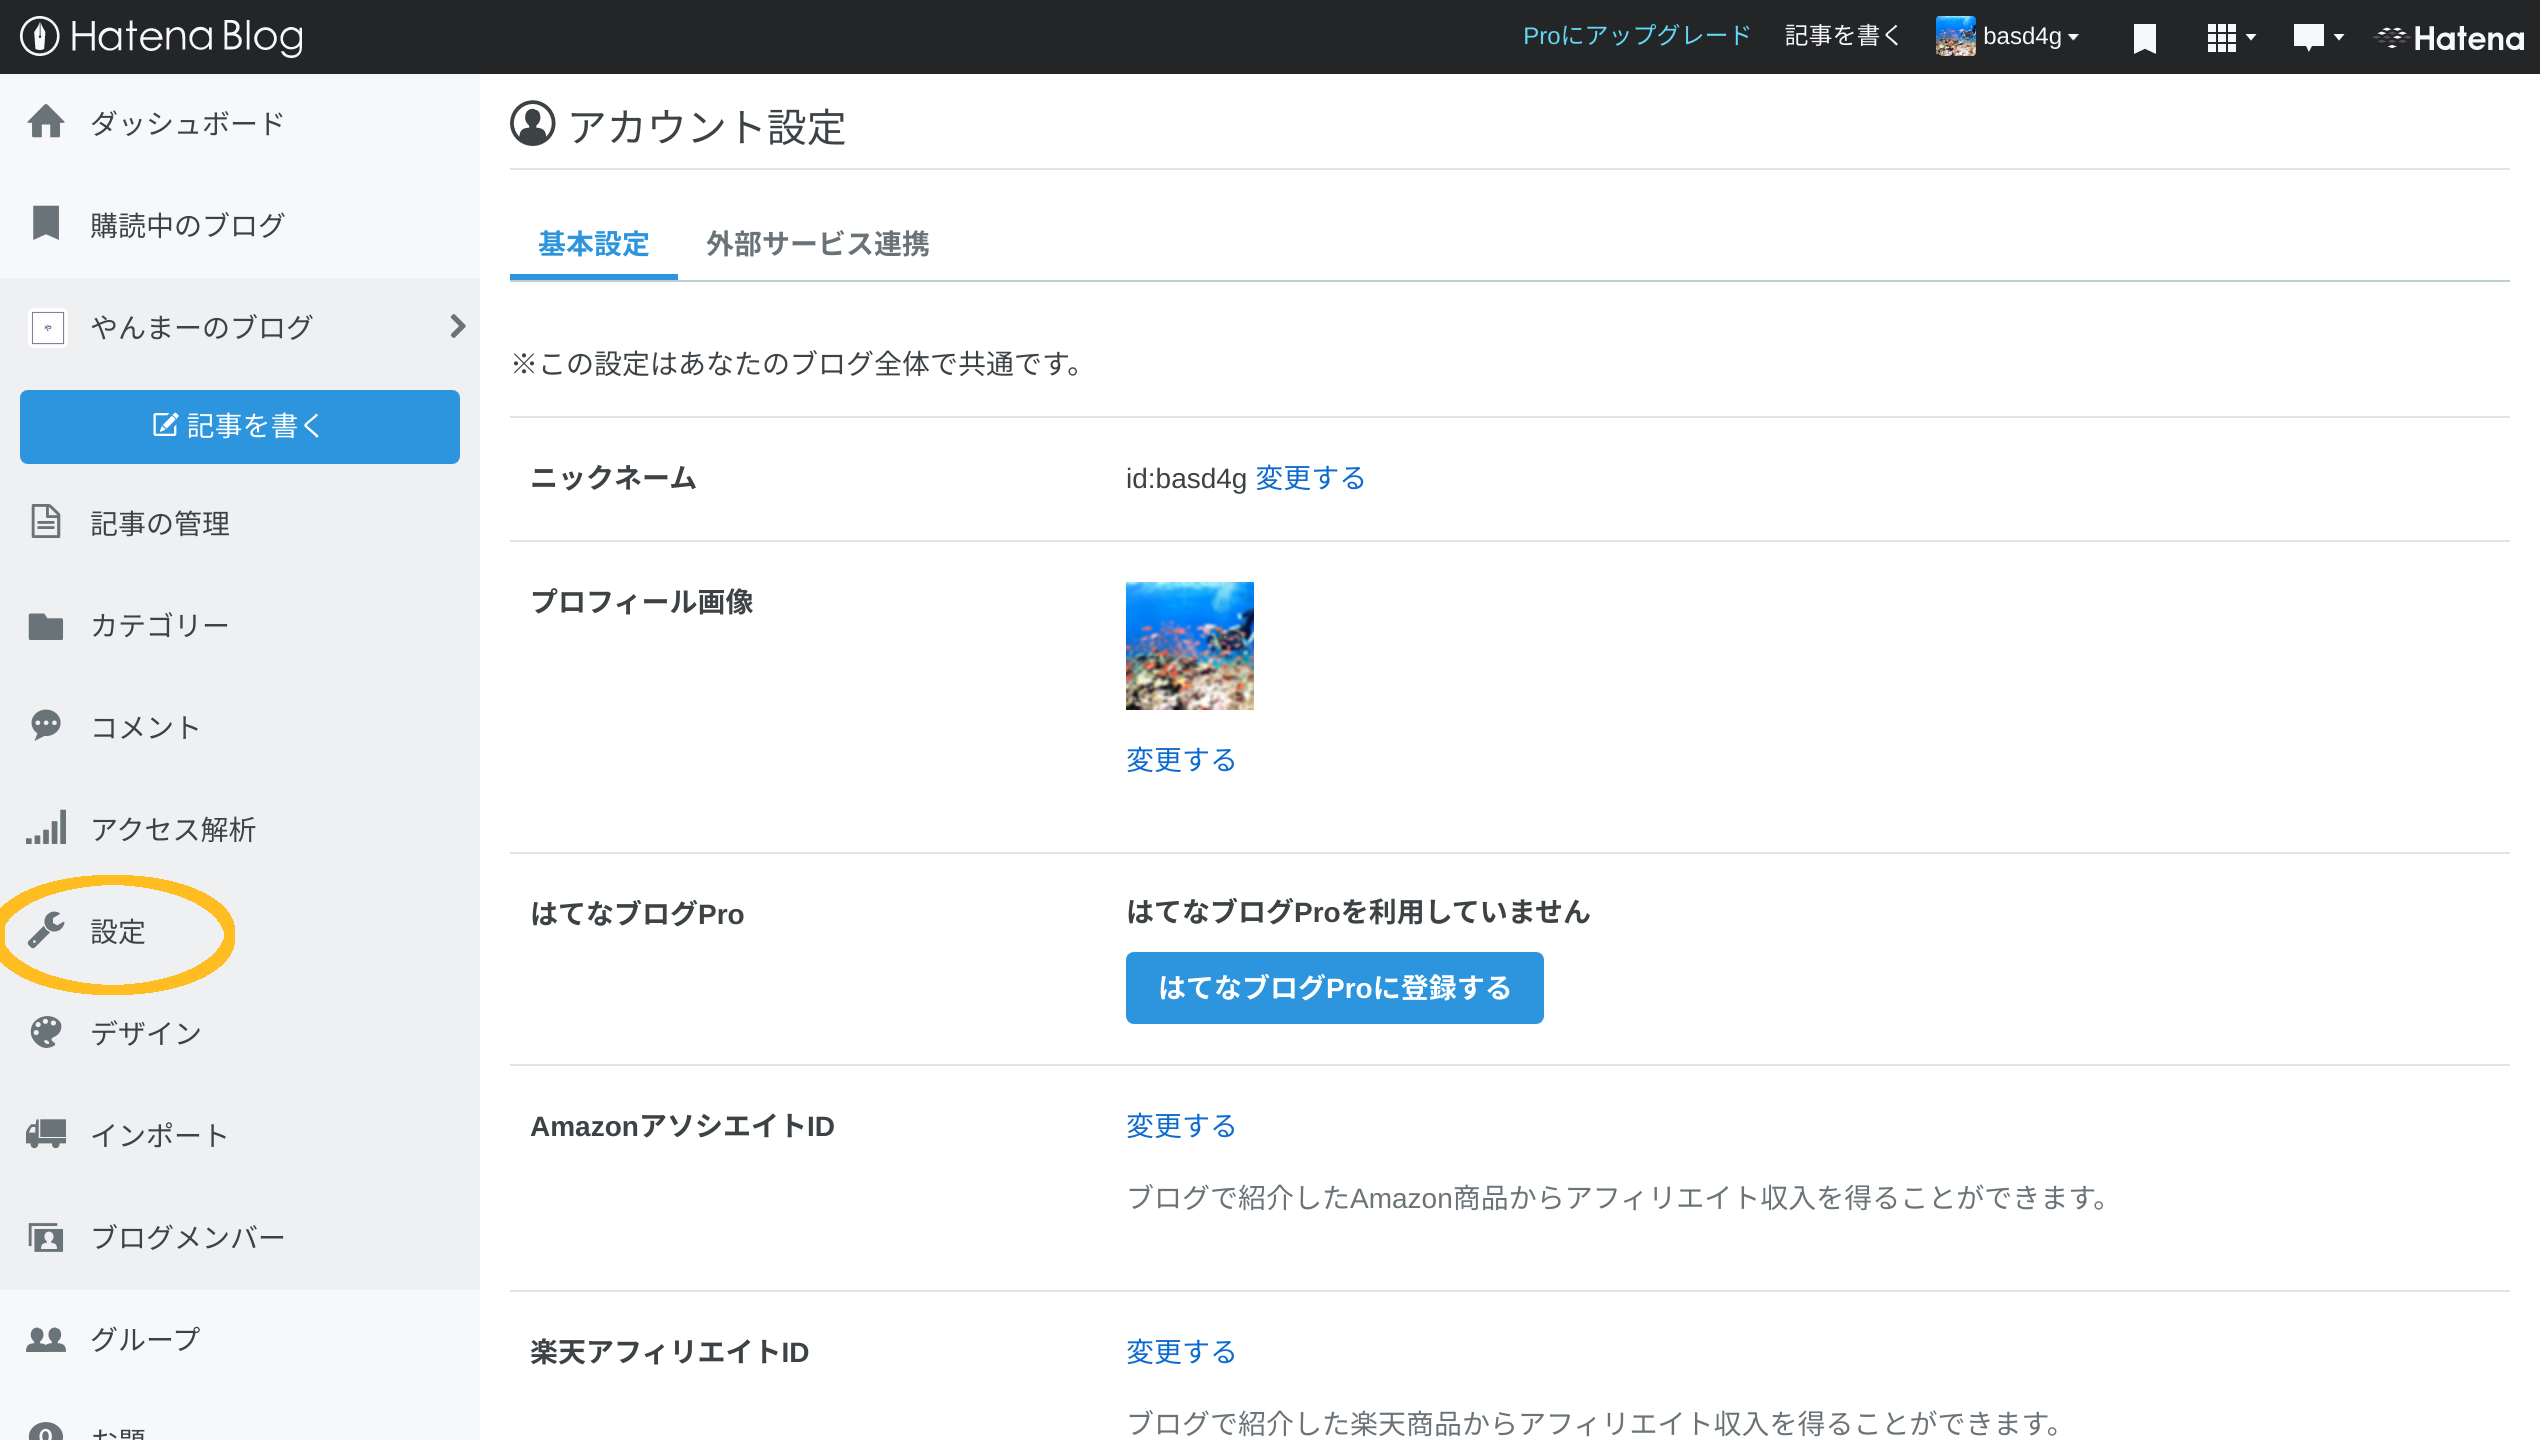 Hatena Blog
Proにアップグレード
記事を書く
basd4g
Hatena
ダッシュボード
購読中のブログ
やんまーのブログ
記事を書く
記事の管理
カテゴリー
コメント
アクセス解析
設定
デザイン
インポート
ブログメンバー
グループ
お題
アカウント設定
基本設定
外部サービス連携
※この設定はあなたのブログ全体で共通です。
ニックネーム
id:basd4g 変更する
プロフィール画像
変更する
はてなブログPro
はてなブログProを利用していません
はてなブログProに登録する
AmazonアソシエイトID
変更する
ブログで紹介したAmazon商品からアフィリエイト収入を得ることができます。
楽天アフィリエイトID
変更する
ブログで紹介した楽天商品からアフィリエイト収入を得ることができます。